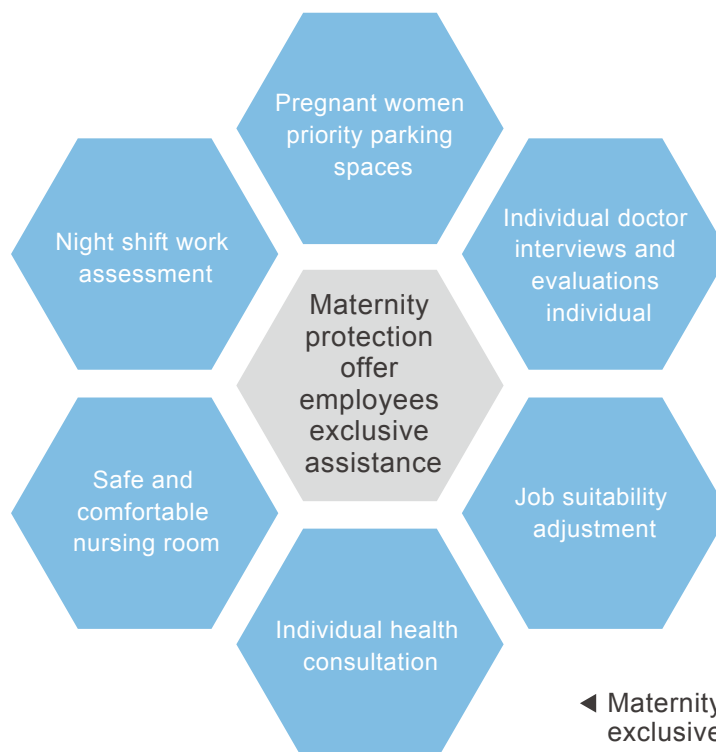 Pregnant women
priority parking
spaces
Individual doctor
interviews and
evaluations
individual
Night shift work
assessment
Maternity
protection
offer
employees
exclusive
assistance
Safe and
comfortable
nursing room
Job suitability
adjustment
Individual health
consultation
◀ Maternity
exclusive